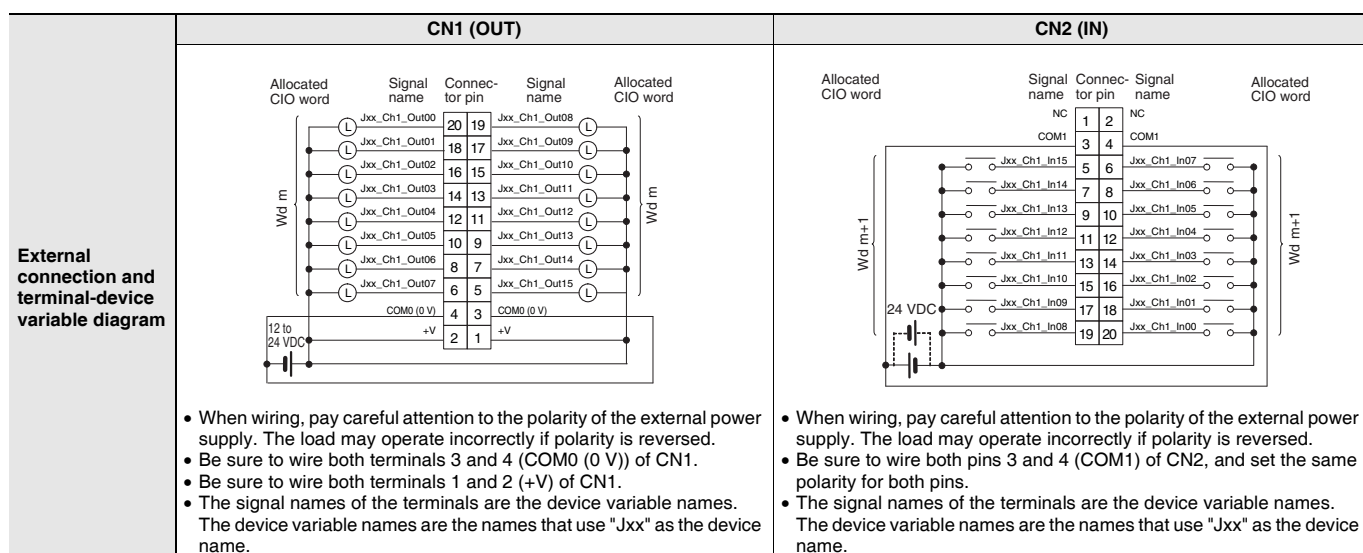 CN1 (OUT)
CN2 (IN)
External
connection and
terminal-device
variable diagram
Allocated
CIO word
Signal
name
Connec-
tor pin
Signal
name
Allocated
CIO word
Wd m
Jxx_Ch1_Out00 20 19 Jxx_Ch1_Out08
L L
Jxx_Ch1_Out01 18 17 Jxx_Ch1_Out09
L L
Jxx_Ch1_Out02 16 15 Jxx_Ch1_Out10
L L
Jxx_Ch1_Out03 14 13 Jxx_Ch1_Out11
L L
Jxx_Ch1_Out04 12 11 Jxx_Ch1_Out12
L L
Jxx_Ch1_Out05 10 9 Jxx_Ch1_Out13
L L
Jxx_Ch1_Out06 8 7 Jxx_Ch1_Out14
L L
Jxx_Ch1_Out07 6 5 Jxx_Ch1_Out15
L L
Wd m
COM0 (0 V) 4 3 COM0 (0 V)
+V 2 1 +V
12 to
24 VDC
• When wiring, pay careful attention to the polarity of the external power
supply. The load may operate incorrectly if polarity is reversed.
• Be sure to wire both terminals 3 and 4 (COM0 (0 V)) of CN1.
• Be sure to wire both terminals 1 and 2 (+V) of CN1.
• The signal names of the terminals are the device variable names.
The device variable names are the names that use "Jxx" as the device
name.
Allocated
CIO word
Signal
name
Connec-
tor pin
Signal
name
Allocated
CIO word
NC 1 2 NC
COM1 3 4 COM1
Wd m+1
Jxx_Ch1_In15 5 6 Jxx_Ch1_In07
Jxx_Ch1_In14 7 8 Jxx_Ch1_In06
Jxx_Ch1_In13 9 10 Jxx_Ch1_In05
Jxx_Ch1_In12 11 12 Jxx_Ch1_In04
Jxx_Ch1_In11 13 14 Jxx_Ch1_In03
Jxx_Ch1_In10 15 16 Jxx_Ch1_In02
Jxx_Ch1_In09 17 18 Jxx_Ch1_In01
Jxx_Ch1_In08 19 20 Jxx_Ch1_In00
Wd m+1
24 VDC
• When wiring, pay careful attention to the polarity of the external power
supply. The load may operate incorrectly if polarity is reversed.
• Be sure to wire both pins 3 and 4 (COM1) of CN2, and set the same
polarity for both pins.
• The signal names of the terminals are the device variable names.
The device variable names are the names that use "Jxx" as the device
name.